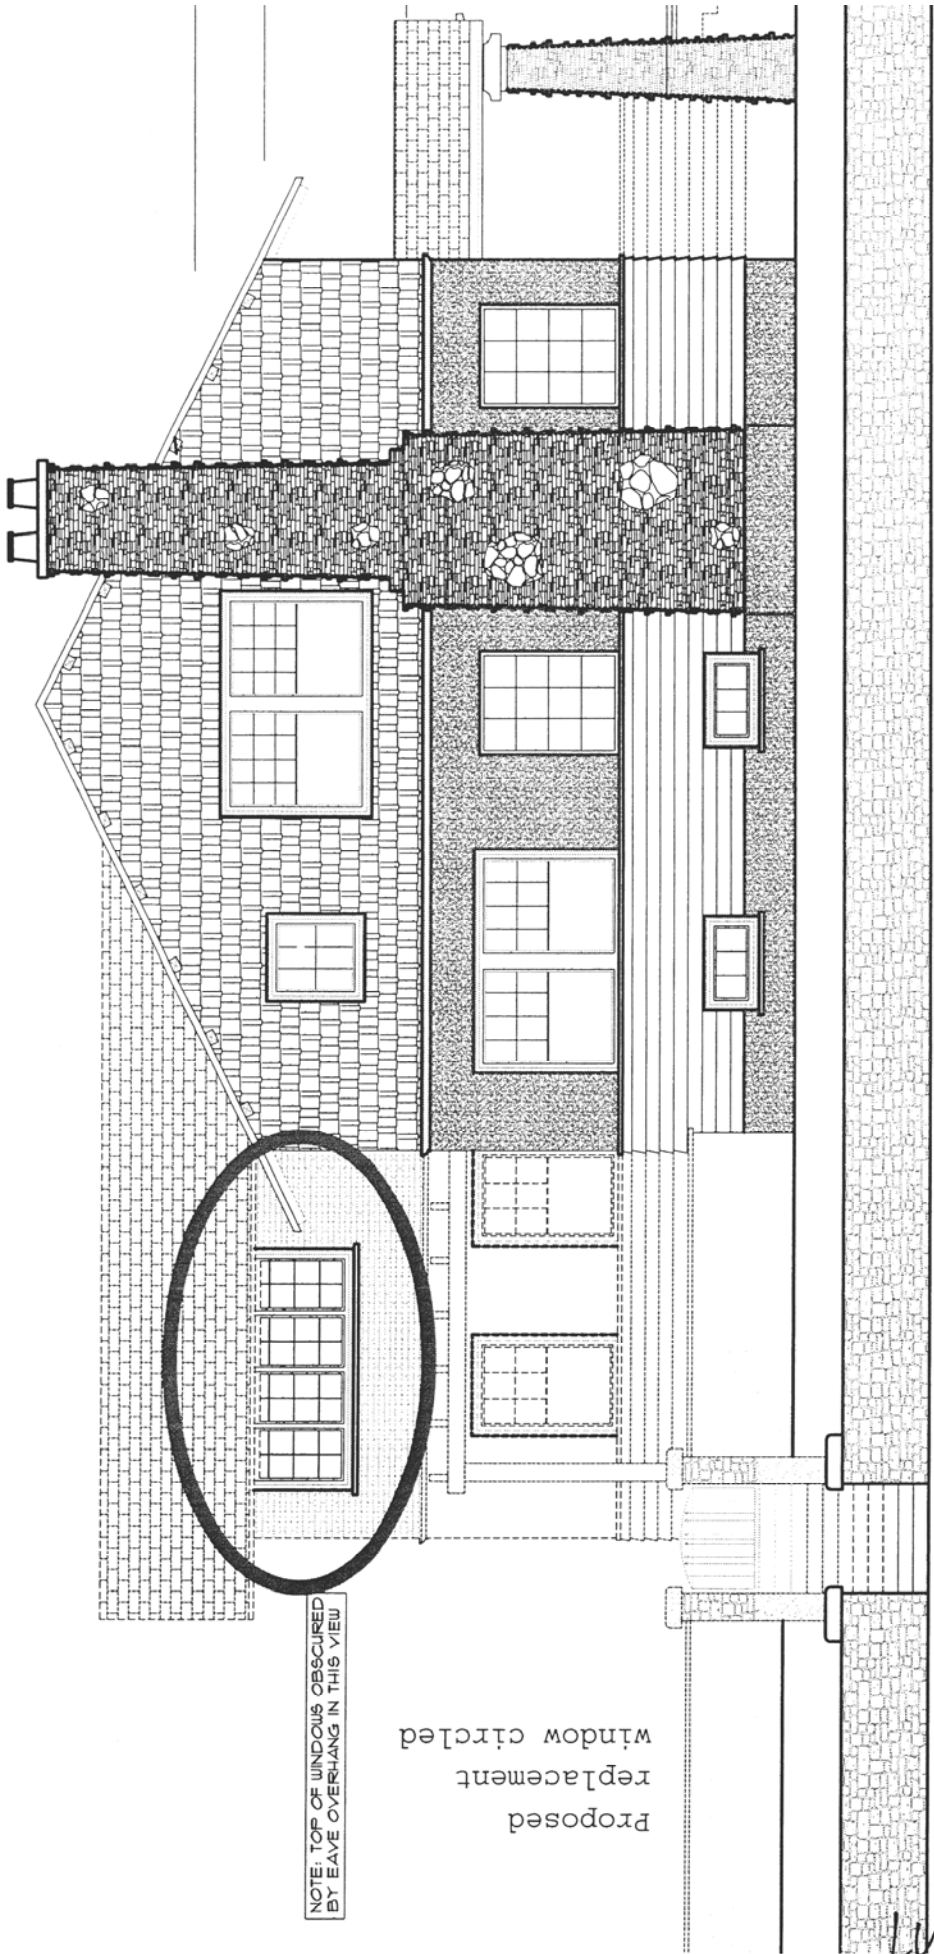 NOTE: TOP OF WINDOWS OBSCURED
BY EAVE OVERHANG IN THIS VIEW
Proposed
replacement
window circled